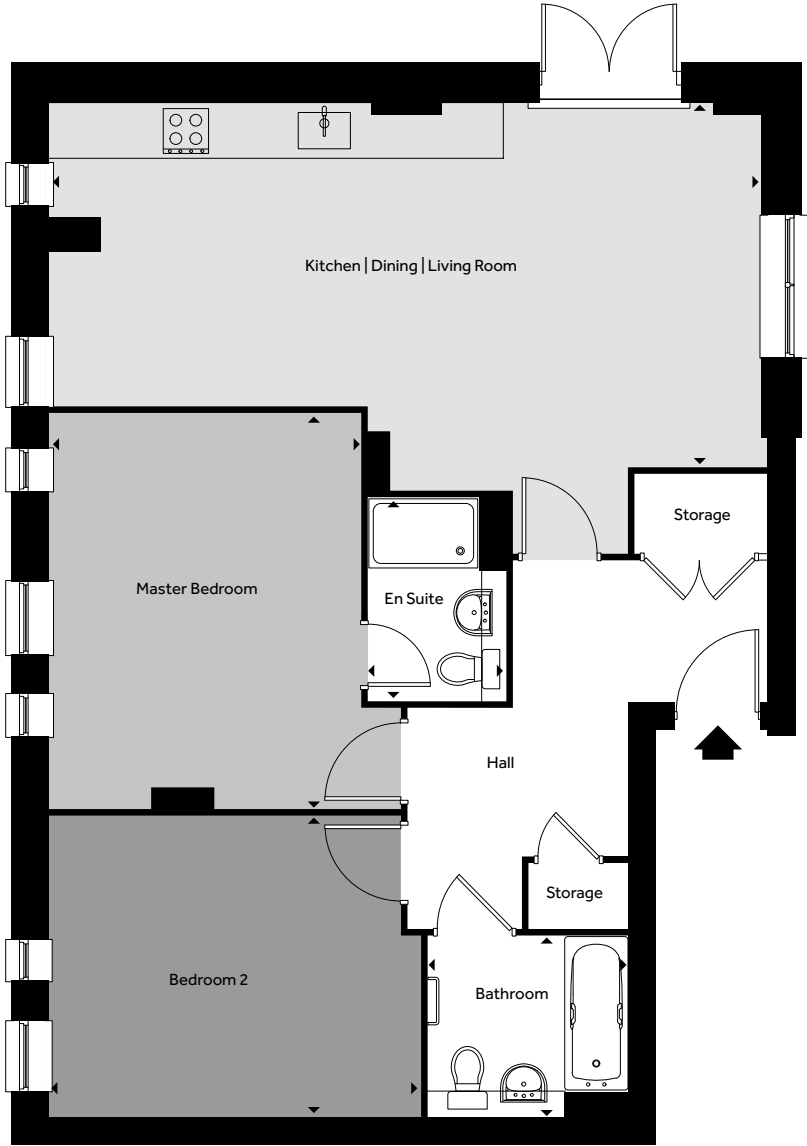 Kitchen | Dining | Living Room
Storage
Master Bedroom
En Suite
Hall
Storage
Bedroom 2
Bathroom